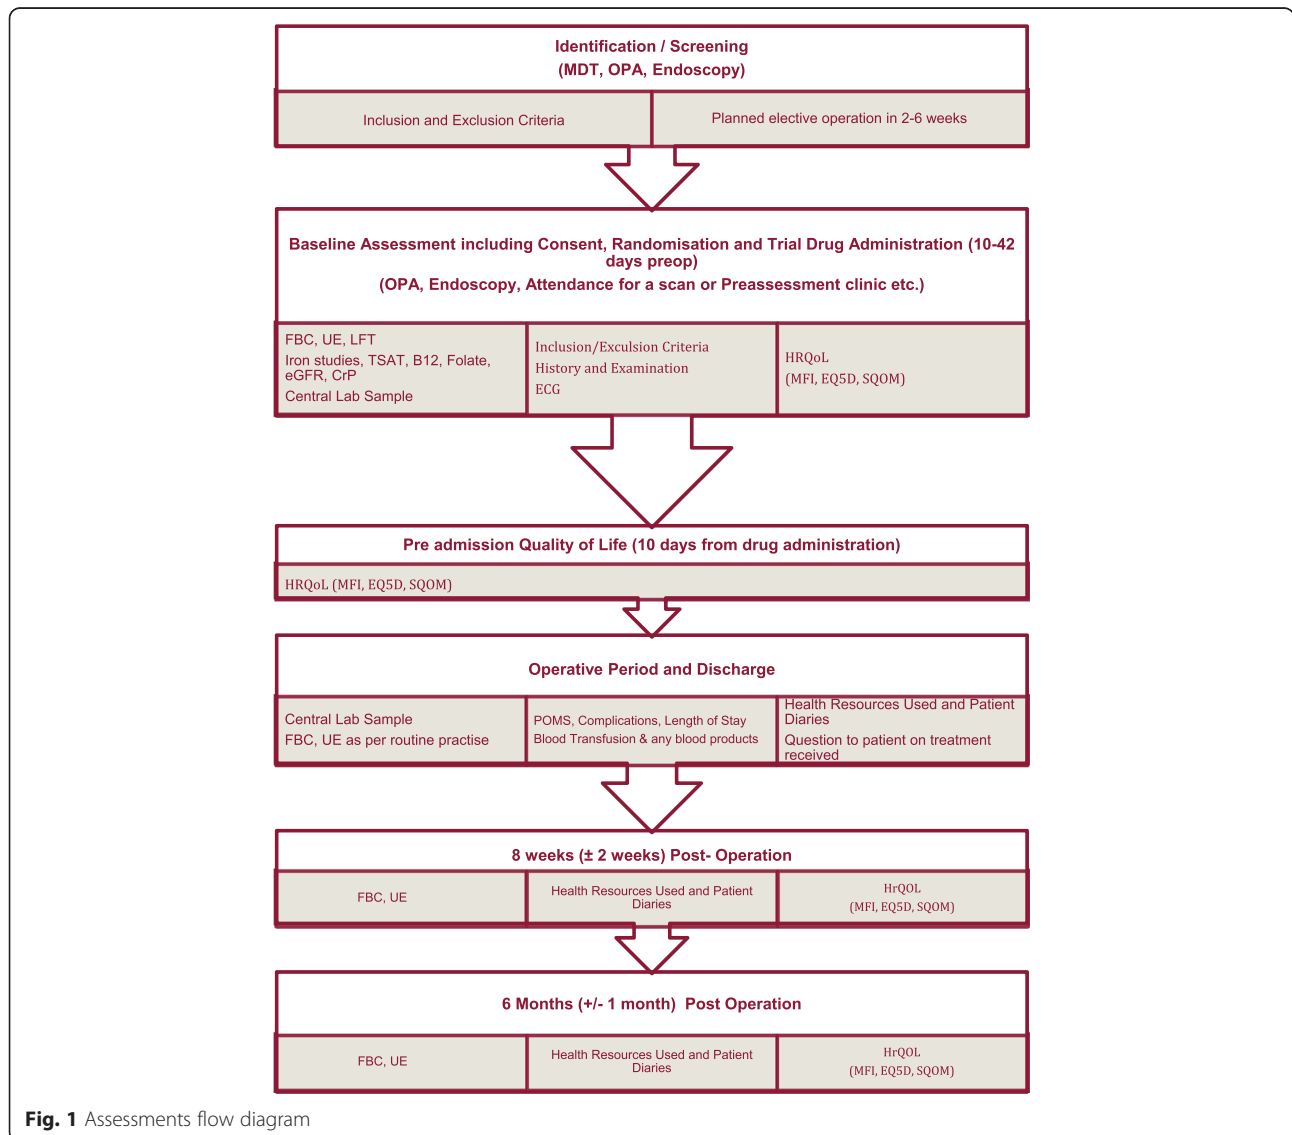 Identification / Screening
(MDT, OPA, Endoscopy)
Inclusion and Exclusion Criteria
Planned elective operation in 2-6 weeks
Baseline Assessment including Consent, Randomisation and Trial Drug Administration (10-42
days preop)
(OPA, Endoscopy, Attendance for a scan or Preassessment clinic etc.)
FBC, UE, LFT
Iron studies, TSAT, B12, Folate,
eGFR, CrP
Central Lab Sample
Inclusion/Exculsion Criteria
History and Examination
ECG
HRQoL
(MFI, EQ5D, SQOM)
Pre admission Quality of Life (10 days from drug administration)
HRQoL (MFI, EQ5D, SQOM)
Operative Period and Discharge
Central Lab Sample
FBC, UE as per routine practise
POMS, Complications, Length of Stay
Blood Transfusion & any blood products
Health Resources Used and Patient
Diaries
Question to patient on treatment
received
8 weeks (± 2 weeks) Post- Operation
FBC, UE
Health Resources Used and Patient
Diaries
HrQOL
(MFI, EQ5D, SQOM)
6 Months (+/- 1 month) Post Operation
FBC, UE
Health Resources Used and Patient
Diaries
HrQOL
(MFI, EQ5D, SQOM)
Fig. 1 Assessments flow diagram